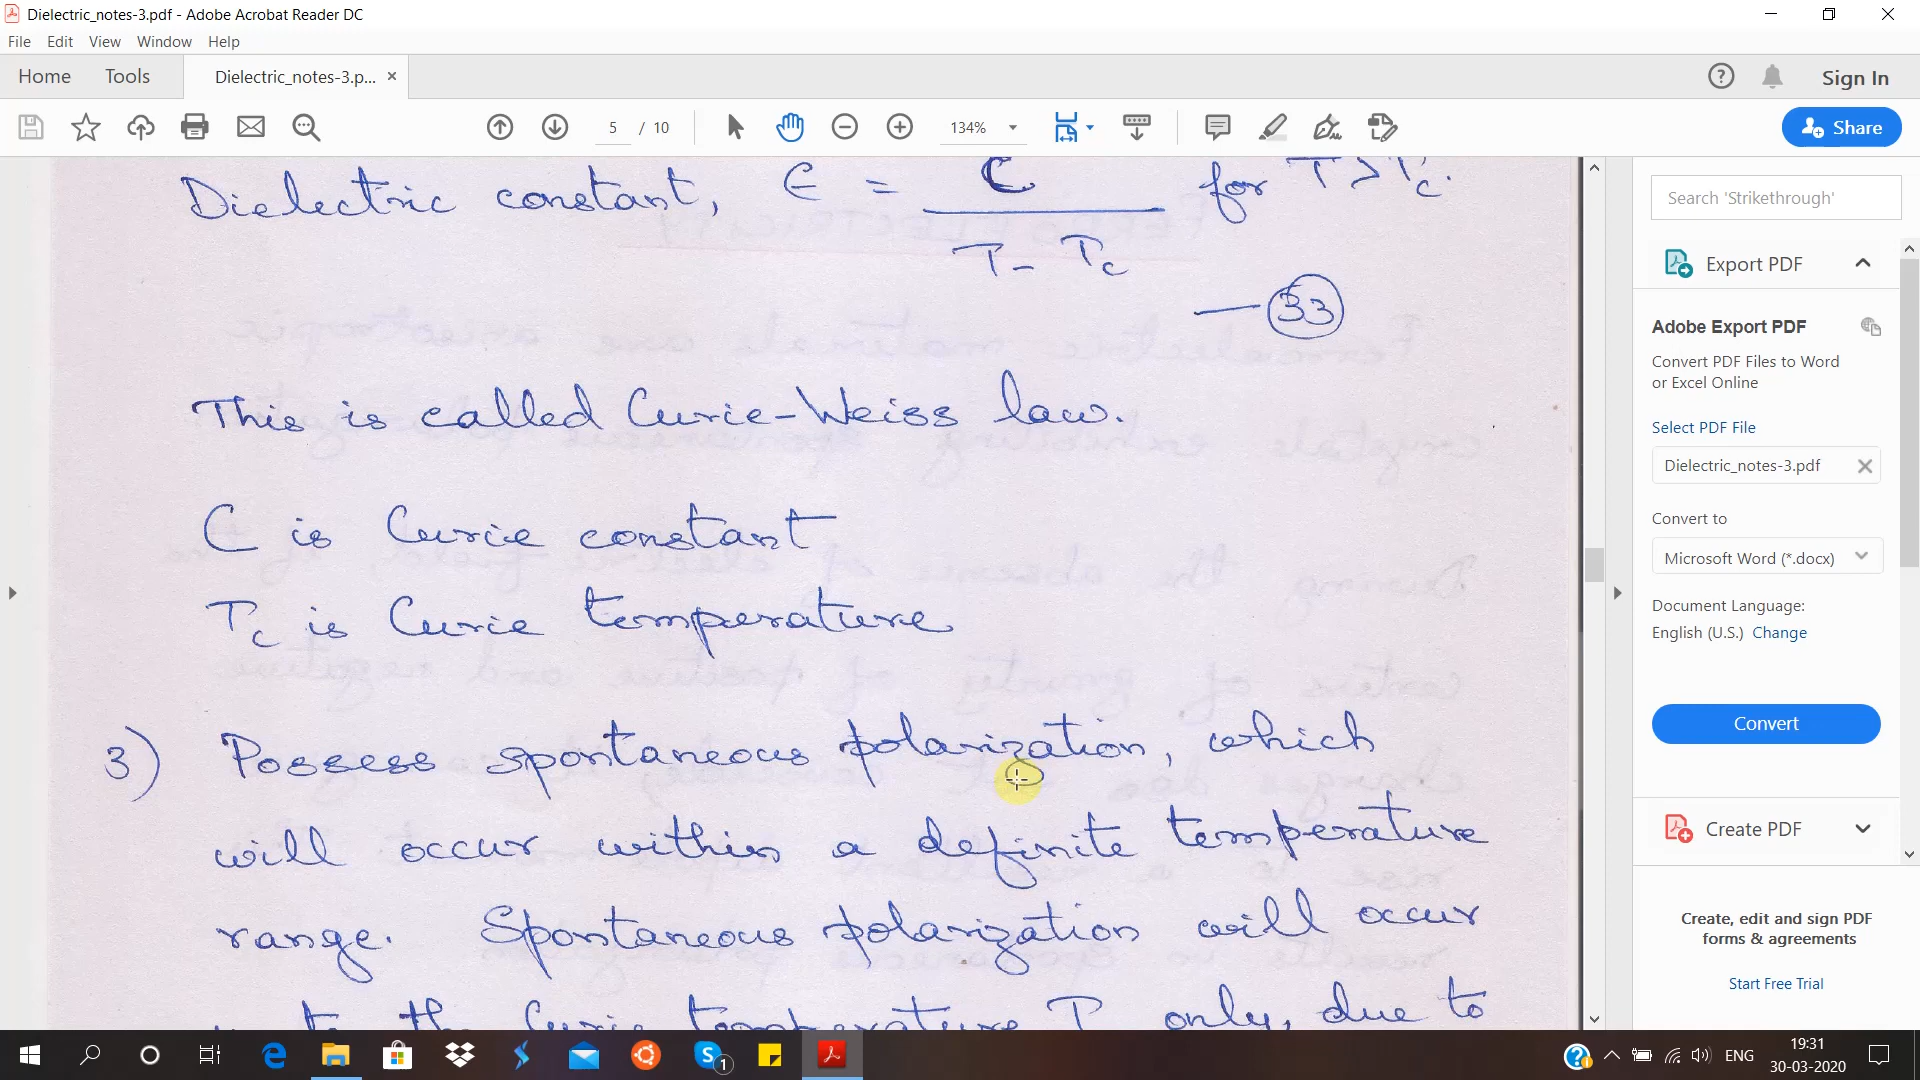 Dielectric_notes-3.pdf - Adobe Acrobat Reader DC
File Edit View Window Help
Home Tools Dielectric_notes-3.p... × Sign In
5 / 10 134% Share
Dielectric constant, ϵ = C for T > Tc.
T - Tc
— 33
This is called Curie-Weiss law.
C is Curie constant
Tc is Curie temperature
3) Possess spontaneous polarization, which
will occur within a definite temperature
range. Spontaneous polarization will occur
the Curie temperature T only, due to
Search 'Strikethrough'
Export PDF
Adobe Export PDF
Convert PDF Files to Word
or Excel Online
Select PDF File
Dielectric_notes-3.pdf
Convert to
Microsoft Word (*.docx)
Document Language:
English (U.S.) Change
Convert
Create PDF
Create, edit and sign PDF
forms & agreements
Start Free Trial
1
ENG
19:31
30-03-2020